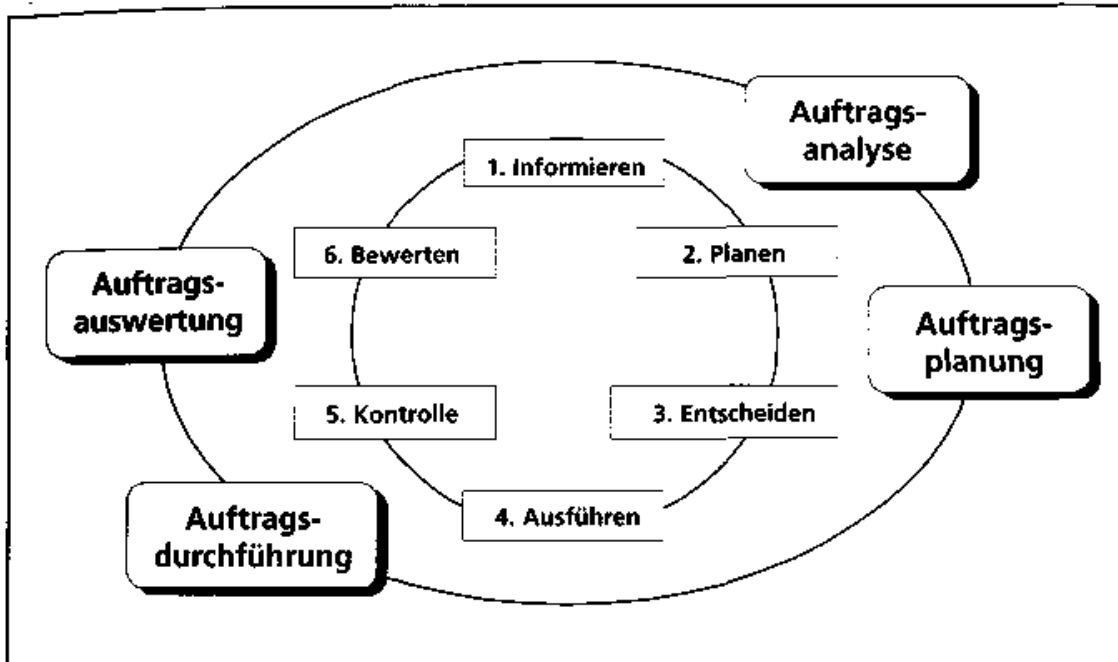 Auftrags-
analyse
1. Informieren
6. Bewerten
2. Planen
Auftrags-
auswertung
Auftrags-
planung
5. Kontrolle
3. Entscheiden
4. Ausführen
Auftrags-
durchführung